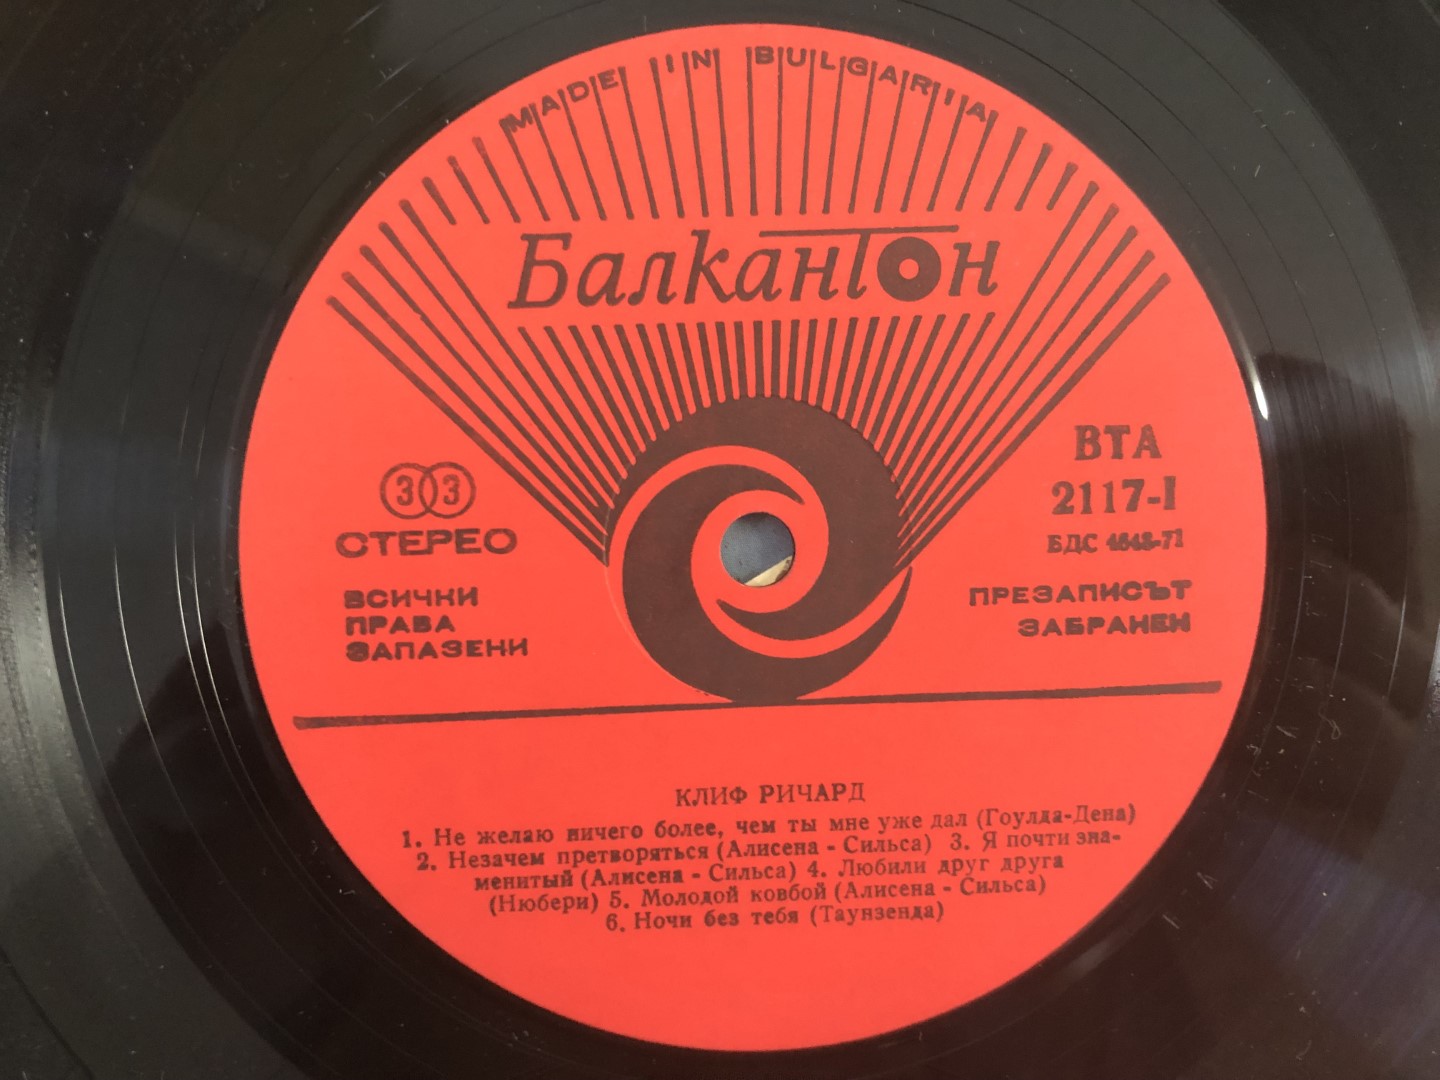 MADE IN BULGARIA
Балкантон
33
СТЕРЕО
ВСИЧКИ
ПРАВА
ЗАПАЗЕНИ
ВТА
2117-I
БДС 4648-71
ПРЕЗАПИСЪТ
ЗАБРАНЕН
КЛИФ РИЧАРД
1. Не желаю ничего более, чем ты мне уже дал (Гоулда-Дена)
2. Незачем претворяться (Алисена - Сильса) 3. Я почти зна-
менитый (Алисена - Сильса) 4. Любили друг друга
(Нюбери) 5. Молодой ковбой (Алисена - Сильса)
6. Ночи без тебя (Таунзенда)